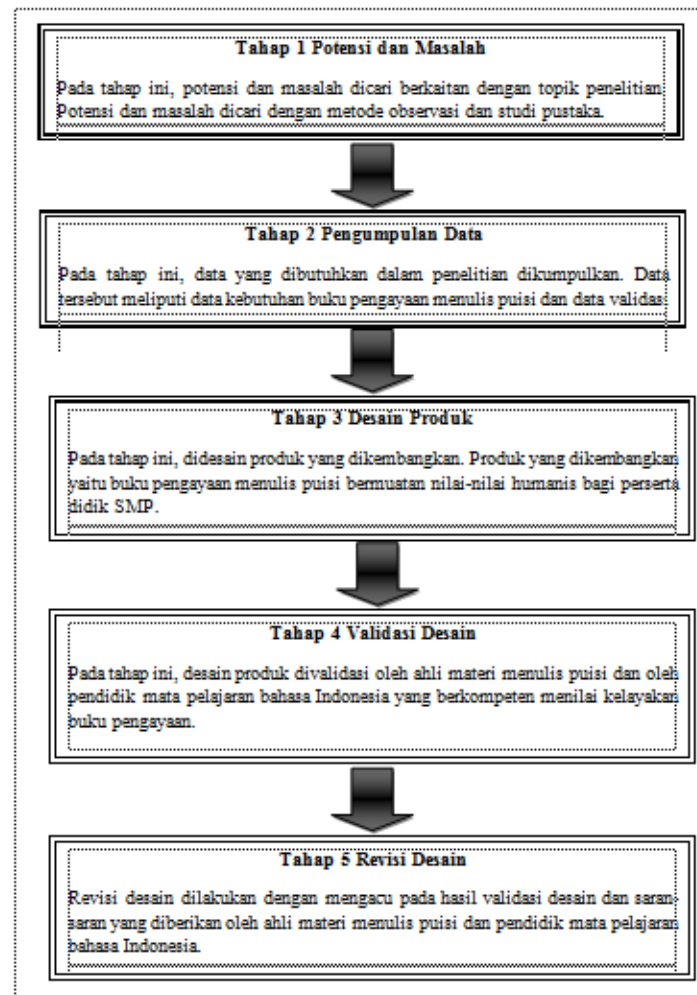 Tahap 1 Potensi dan Masalah
Pada tahap ini, potensi dan masalah dicari berkaitan dengan topik penelitian.
Potensi dan masalah dicari dengan metode observasi dan studi pustaka.
Tahap 2 Pengumpulan Data
Pada tahap ini, data yang dibutuhkan dalam penelitian dikumpulkan. Data
tersebut meliputi data kebutuhan buku pengayaan menulis puisi dan data validas
Tahap 3 Desain Produk
Pada tahap ini, didesain produk yang dikembangkan. Produk yang dikembangkan
yaitu buku pengayaan menulis puisi bermuatan nilai-nilai humanis bagi perserta
didik SMP.
Tahap 4 Validasi Desain
Pada tahap ini, desain produk divalidasi oleh ahli materi menulis puisi dan oleh
pendidik mata pelajaran bahasa Indonesia yang berkompeten menilai kelayakan
buku pengayaan.
Tahap 5 Revisi Desain
Revisi desain dilakukan dengan mengacu pada hasil validasi desain dan saran-
saran yang diberikan oleh ahli materi menulis puisi dan pendidik mata pelajaran
bahasa Indonesia.